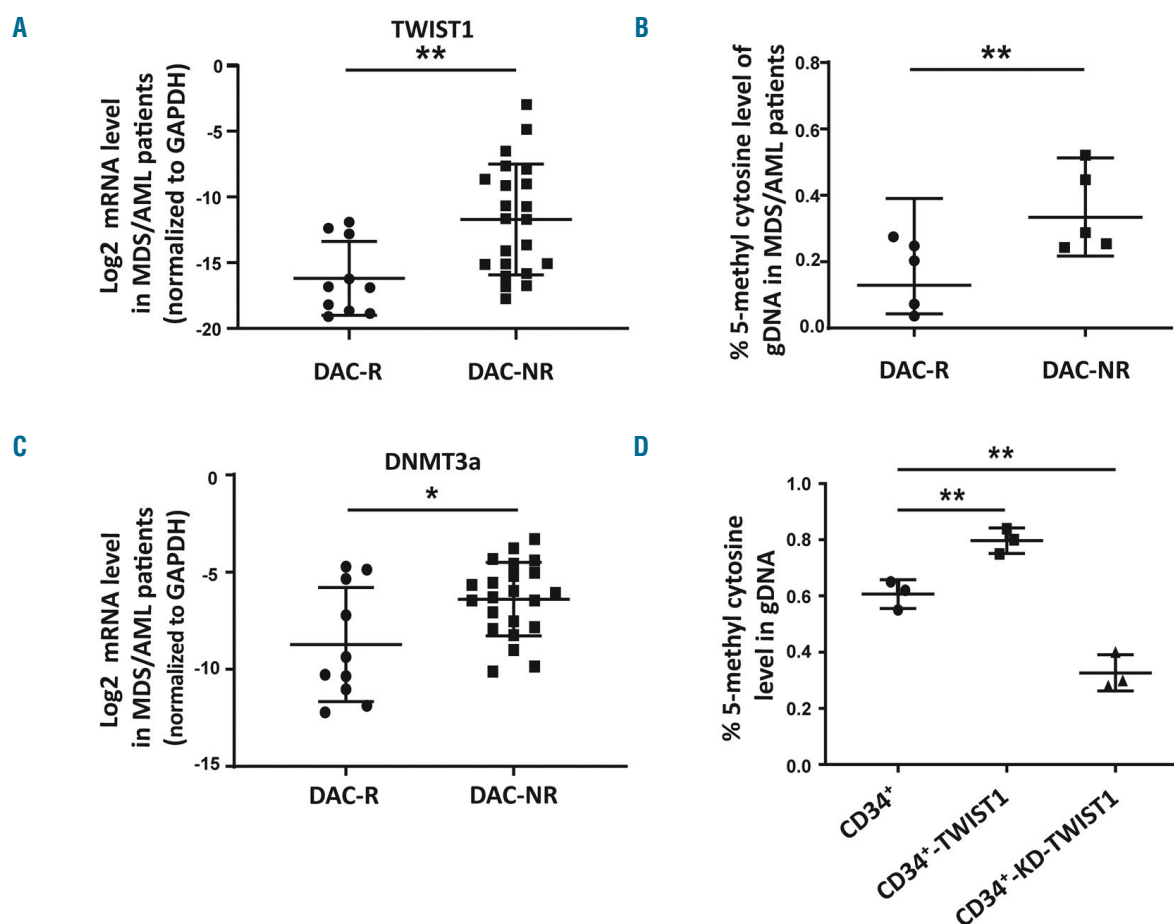 A
TWIST1
**
Log2 mRNA level
in MDS/AML patients
(normalized to GAPDH)
0
-5
-10
-15
-20
DAC-R
DAC-NR
B
**
% 5-methyl cytosine level of
gDNA in MDS/AML patients
0.8
0.6
0.4
0.2
0.0
DAC-R
DAC-NR
C
DNMT3a
*
Log2 mRNA level
in MDS/AML patients
(normalized to GAPDH)
0
-5
-10
-15
DAC-R
DAC-NR
D
**
**
% 5-methyl cytosine
level in gDNA
1.0
0.8
0.6
0.4
0.2
0.0
CD34⁺
CD34⁺-TWIST1
CD34⁺-KD-TWIST1